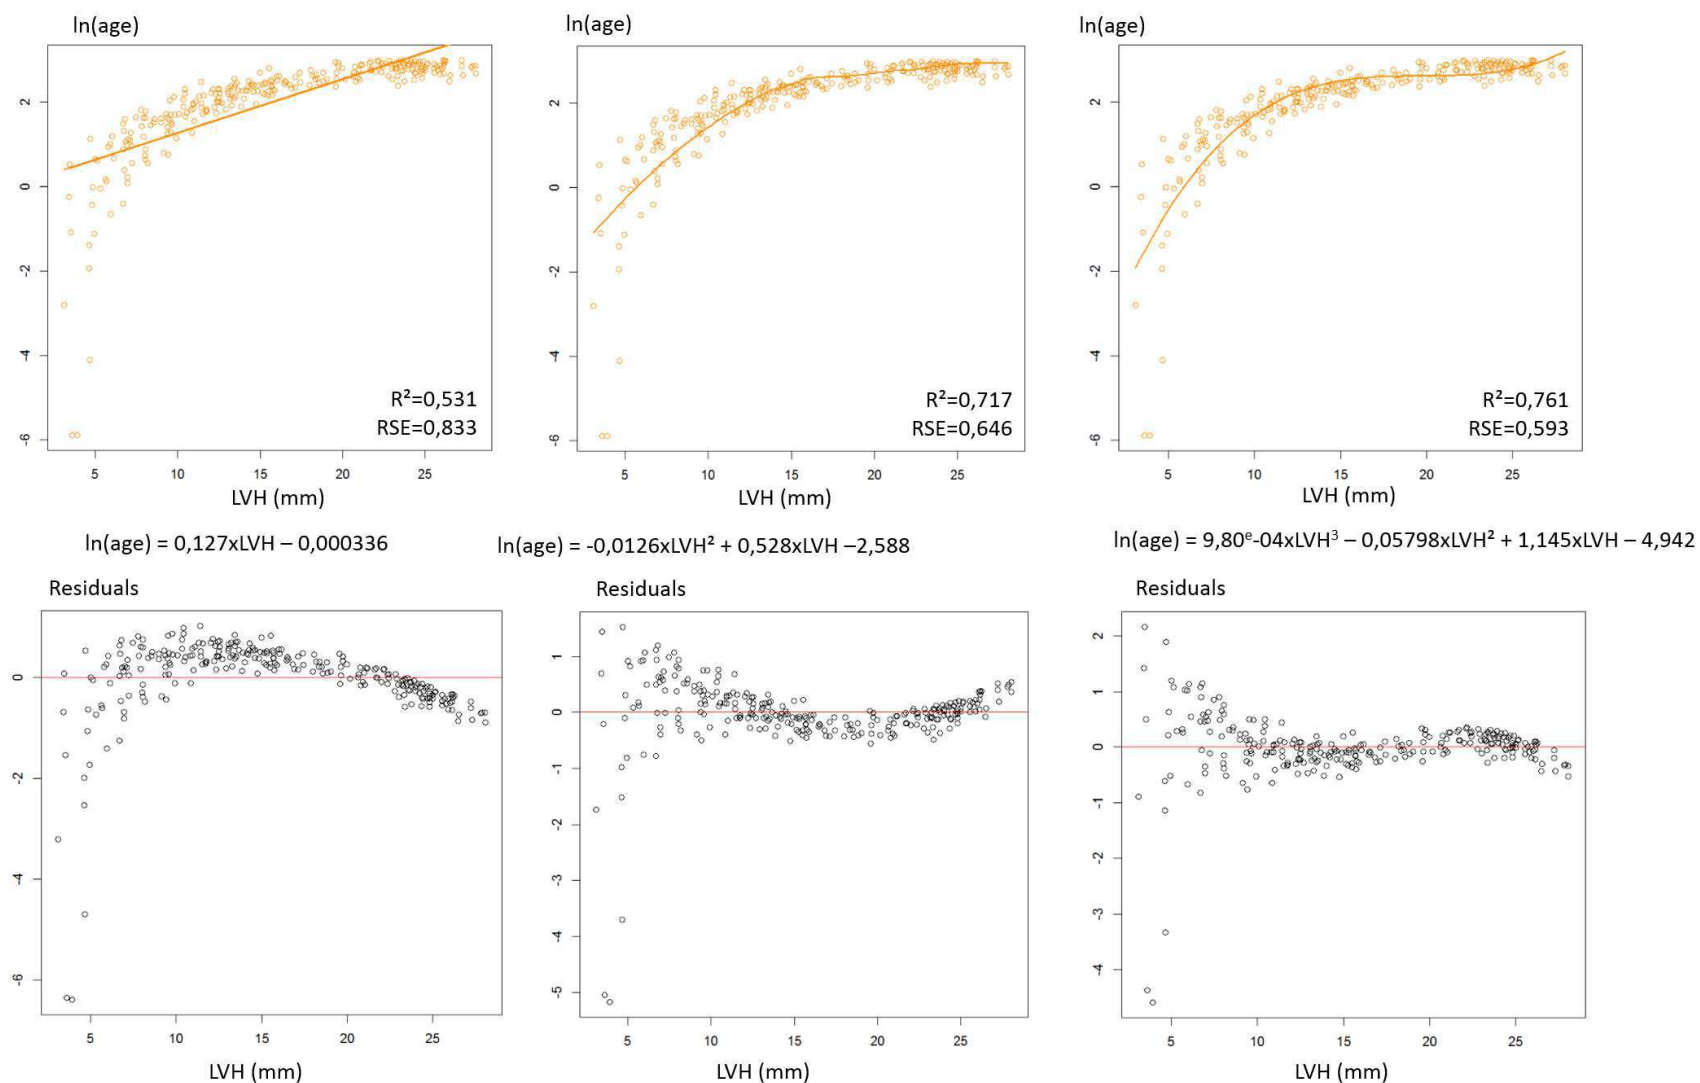 ln(age)
ln(age)
ln(age)
2
0
-2
-4
-6
R²=0,531
RSE=0,833
5 10 15 20 25
LVH (mm)
2
0
-2
-4
-6
R²=0,717
RSE=0,646
5 10 15 20 25
LVH (mm)
2
0
-2
-4
-6
R²=0,761
RSE=0,593
5 10 15 20 25
LVH (mm)
ln(age) = 0,127xLVH – 0,000336
ln(age) = -0,0126xLVH² + 0,528xLVH –2,588
ln(age) = 9,80ᵉ-04xLVH³ – 0,05798xLVH² + 1,145xLVH – 4,942
Residuals
Residuals
Residuals
0
-2
-4
-6
5 10 15 20 25
LVH (mm)
1
0
-1
-2
-3
-4
-5
5 10 15 20 25
LVH (mm)
2
1
0
-1
-2
-3
-4
5 10 15 20 25
LVH (mm)